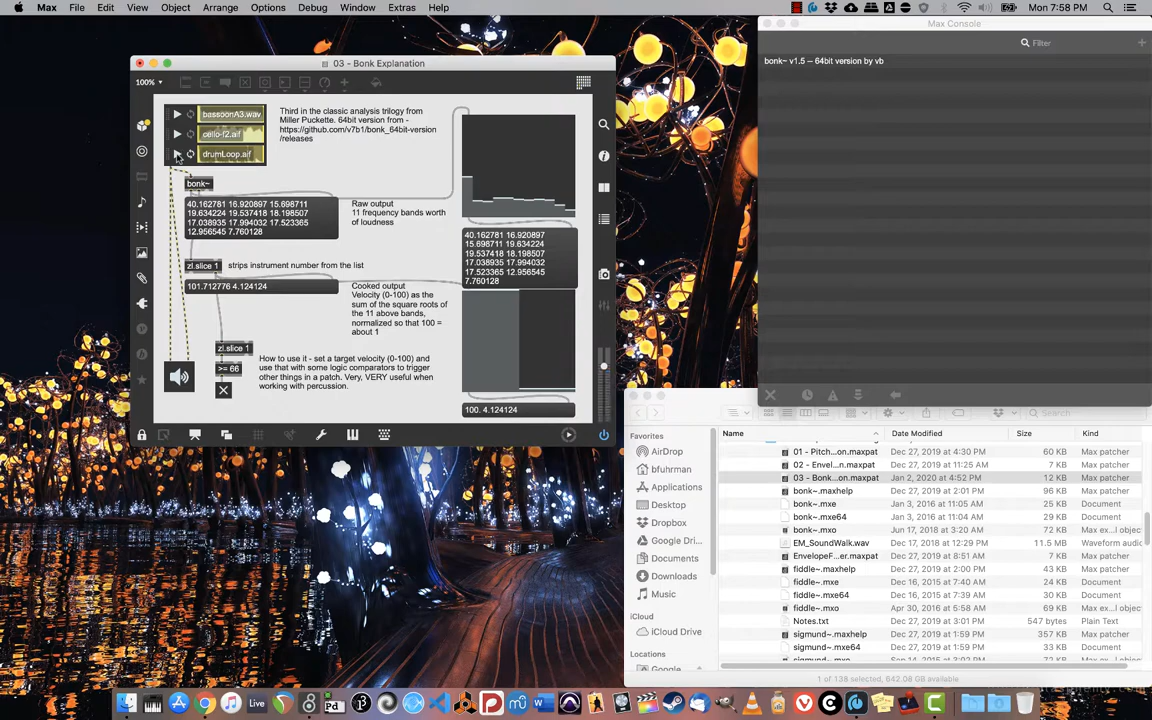 Max File Edit View Object Arrange Options Debug Window Extras Help
Mon 7:58 PM
03 - Bonk Explanation
100%
bassoonA3.wav
cello-f2.aif
drumLoop.aif
Third in the classic analysis trilogy from
Miller Puckette. 64bit version from -
https://github.com/v7b1/bonk_64bit-version
/releases
bonk~
40.162781 16.920897 15.698711
19.634224 19.537418 18.198507
17.038935 17.994032 17.523365
12.956545 7.760128
Raw output
11 frequency bands worth
of loudness
40.162781 16.920897
15.698711 19.634224
19.537418 18.198507
17.038935 17.994032
17.523365 12.956545
7.760128
zl.slice 1
strips instrument number from the list
101.712776 4.124124
Cooked output
Velocity (0-100) as the
sum of the square roots of
the 11 above bands,
normalized so that 100 =
about 1
zl.slice 1
>= 66
How to use it - set a target velocity (0-100) and
use that with some logic comparators to trigger
other things in a patch. Very, VERY useful when
working with percussion.
100. 4.124124
Max Console
Filter
bonk~ v1.5 -- 64bit version by vb
Search
Favorites
AirDrop
bfuhrman
Applications
Desktop
Dropbox
Google Dri...
Documents
Downloads
Music
iCloud
iCloud Drive
Locations
Google
Name Date Modified Size Kind
01 - Pitch...on.maxpat Dec 27, 2019 at 4:30 PM 60 KB Max patcher
02 - Envel...n.maxpat Dec 27, 2019 at 11:25 AM 7 KB Max patcher
03 - Bonk...on.maxpat Jan 2, 2020 at 4:52 PM 12 KB Max patcher
bonk~.maxhelp Dec 27, 2019 at 2:01 PM 96 KB Max patcher
bonk~.mxe Jan 3, 2016 at 11:05 AM 25 KB Document
bonk~.mxe64 Jan 3, 2016 at 11:04 AM 29 KB Document
bonk~.mxo Jun 17, 2018 at 3:20 AM 72 KB Max ex...l objec
EM_SoundWalk.wav Dec 17, 2018 at 12:29 PM 11.5 MB Waveform audio
EnvelopeF...er.maxpat Dec 27, 2019 at 8:51 AM 7 KB Max patcher
fiddle~.maxhelp Dec 27, 2019 at 2:00 PM 43 KB Max patcher
fiddle~.mxe Dec 16, 2015 at 7:40 AM 24 KB Document
fiddle~.mxe64 Dec 16, 2015 at 7:39 AM 30 KB Document
fiddle~.mxo Apr 30, 2016 at 5:58 AM 69 KB Max ex...l objec
Notes.txt Dec 27, 2019 at 3:01 PM 547 bytes Plain Text
sigmund~.maxhelp Dec 27, 2019 at 1:59 PM 357 KB Max patcher
sigmund~.mxe64 Dec 27, 2019 at 1:59 PM 47 KB Document
1 of 138 selected, 642.08 GB available
Live
Pd